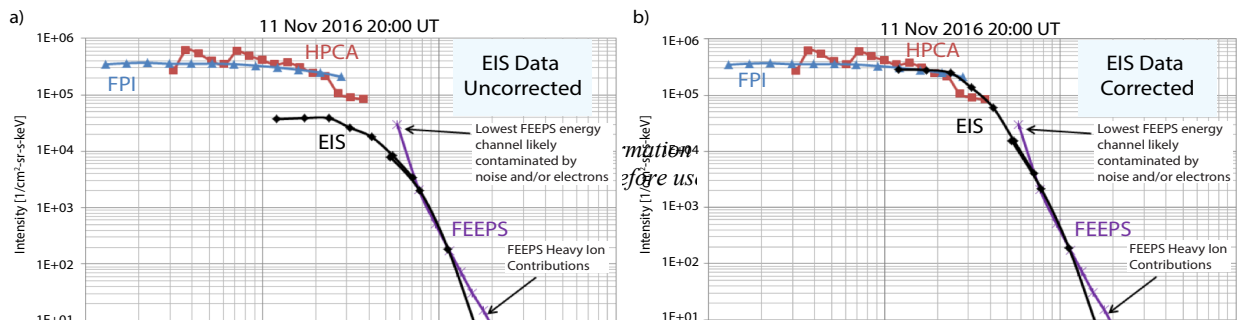 a)
11 Nov 2016 20:00 UT
1E+06
1E+05
1E+04
1E+03
1E+02
1E+01
Intensity [1/cm²-sr-s-keV]
HPCA
FPI
EIS Data
Uncorrected
EIS
Lowest FEEPS energy
channel likely
contaminated by
noise and/or electrons
FEEPS
FEEPS Heavy Ion
Contributions
rmation
efore us
b)
11 Nov 2016 20:00 UT
1E+06
1E+05
1E+04
1E+03
1E+02
1E+01
Intensity [1/cm²-sr-s-keV]
HPCA
FPI
EIS Data
Corrected
EIS
Lowest FEEPS energy
channel likely
contaminated by
noise and/or electrons
FEEPS
FEEPS Heavy Ion
Contributions